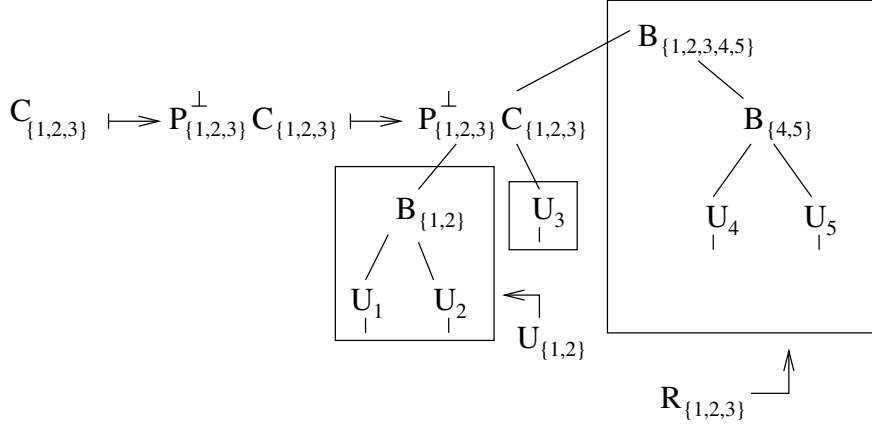 B_{1,2,3,4,5}
C_{1,2,3} ⟼ P^⊥_{1,2,3} C_{1,2,3} ⟼ P^⊥_{1,2,3} C_{1,2,3} B_{4,5}
B_{1,2} U_3 U_4 U_5
U_1 U_2
U_{1,2}
R_{1,2,3}